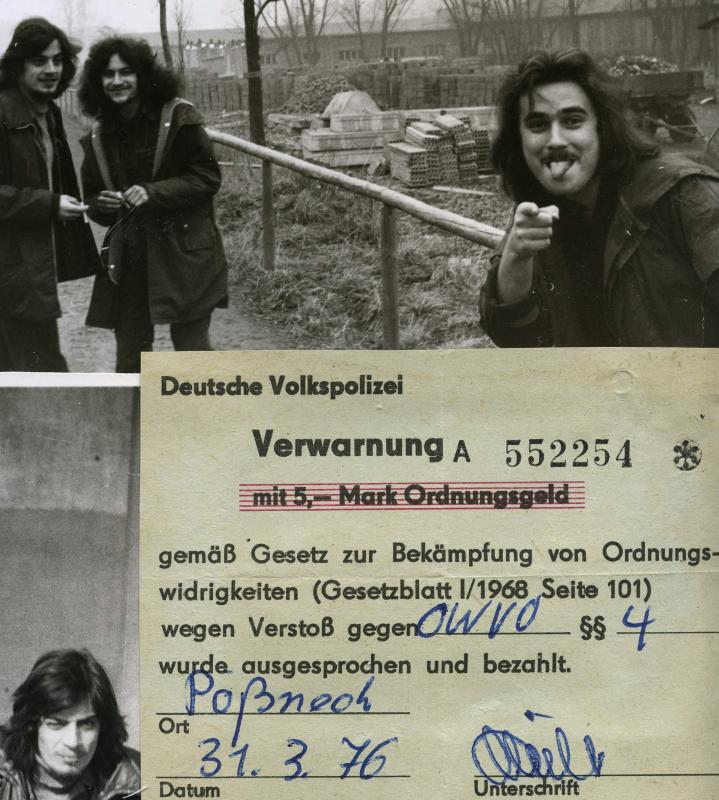 Deutsche Volkspolizei
Verwarnung A 552254
mit 5,— Mark Ordnungsgeld
gemäß Gesetz zur Bekämpfung von Ordnungs-
widrigkeiten (Gesetzblatt I/1968 Seite 101)
wegen Verstoß gegen OWVO §§ 4
wurde ausgesprochen und bezahlt.
Pößneck
Ort
31. 3. 76
Datum
Unterschrift